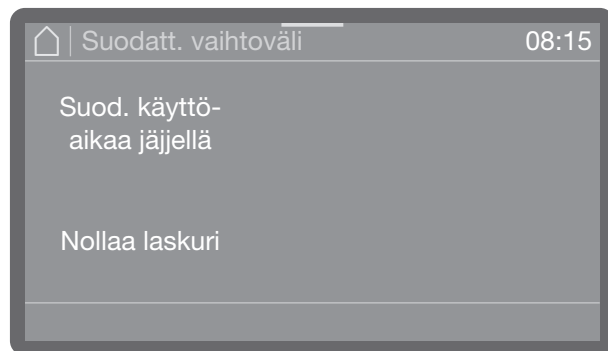 Suodatt. vaihtoväli 08:15
Suod. käyttö-
aikaa jäjjellä
Nollaa laskuri